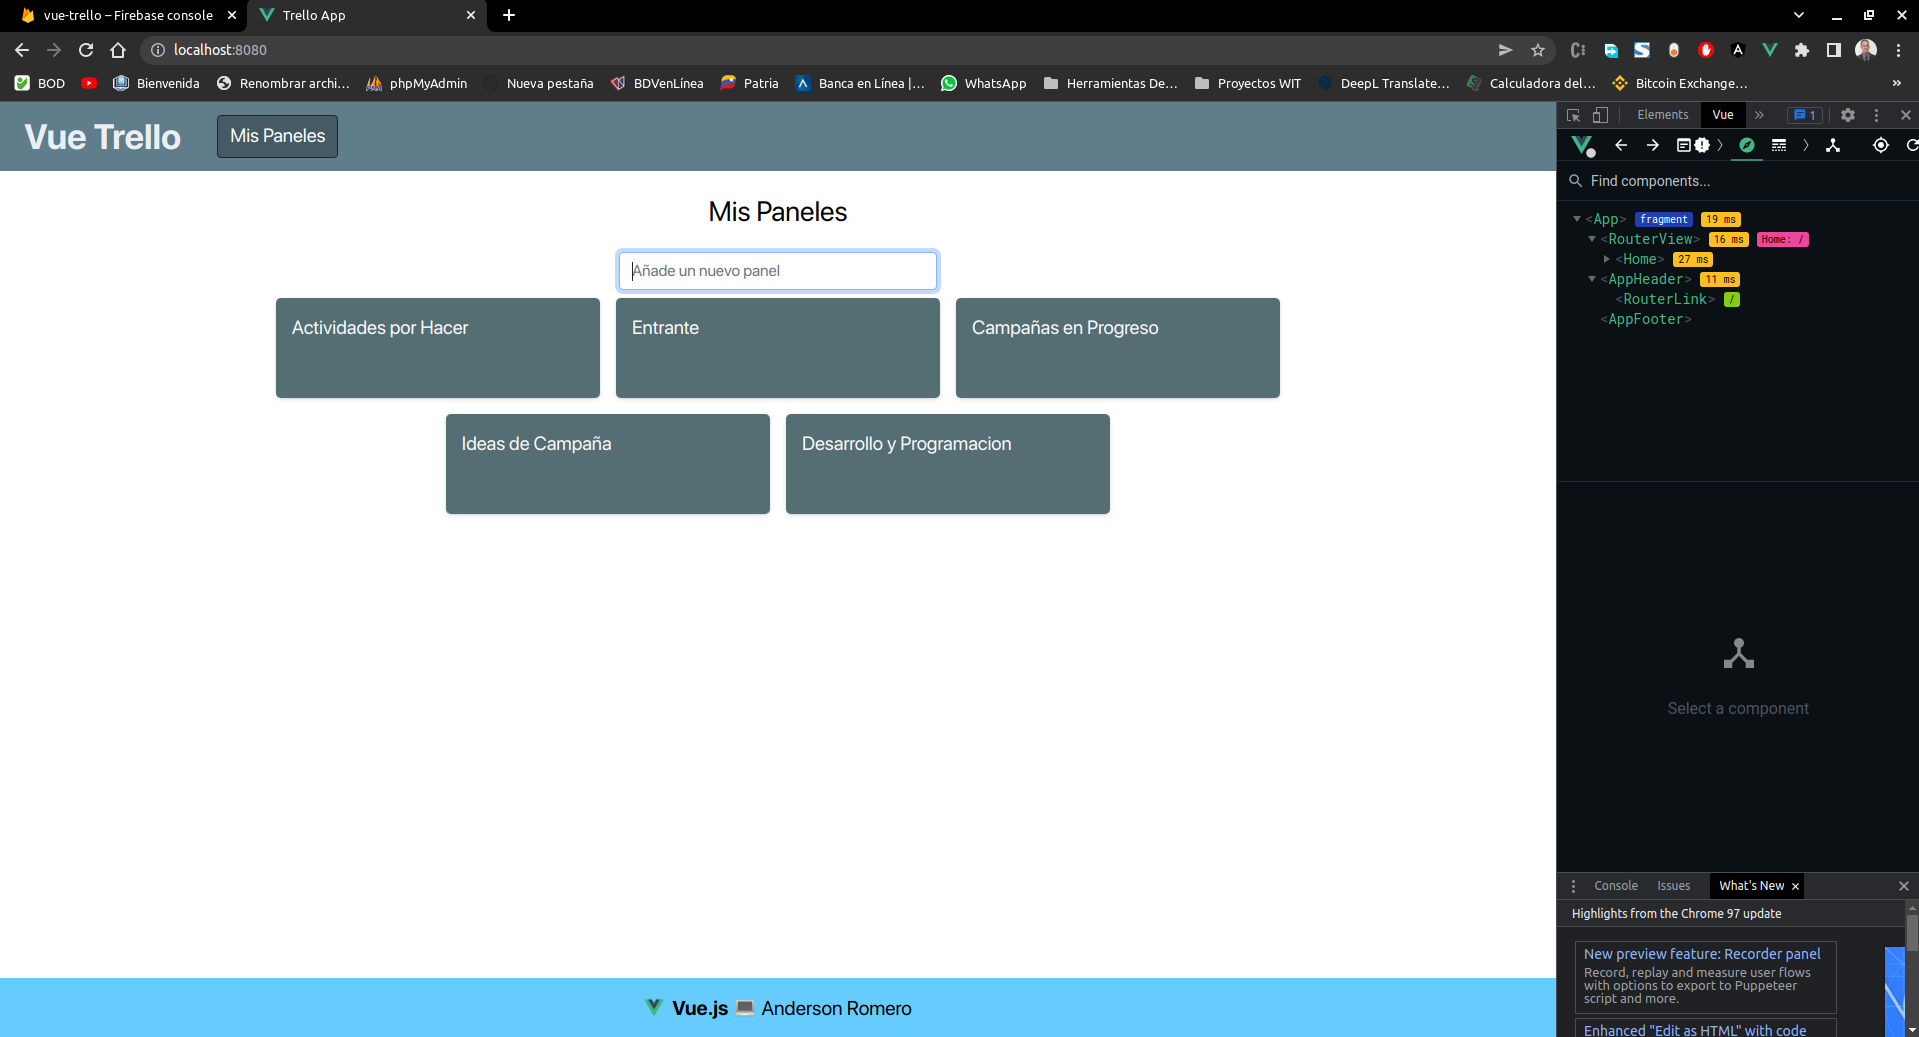 vue-trello – Firebase console
Trello App
localhost:8080
BOD
Bienvenida
Renombrar archi...
phpMyAdmin
Nueva pestaña
BDVenLínea
Patria
Banca en Línea |...
WhatsApp
Herramientas De...
Proyectos WIT
DeepL Translate...
Calculadora del...
Bitcoin Exchange...
»
Vue Trello
Mis Paneles
Mis Paneles
Añade un nuevo panel
Actividades por Hacer
Entrante
Campañas en Progreso
Ideas de Campaña
Desarrollo y Programacion
Vue.js 💻 Anderson Romero
Elements
Vue
»
1
Find components...
<App> fragment 19 ms
<RouterView> 16 ms Home: /
<Home> 27 ms
<AppHeader> 11 ms
<RouterLink> /
<AppFooter>
Select a component
Console
Issues
What's New
Highlights from the Chrome 97 update
New preview feature: Recorder panel
Record, replay and measure user flows
with options to export to Puppeteer
script and more.
Enhanced "Edit as HTML" with code